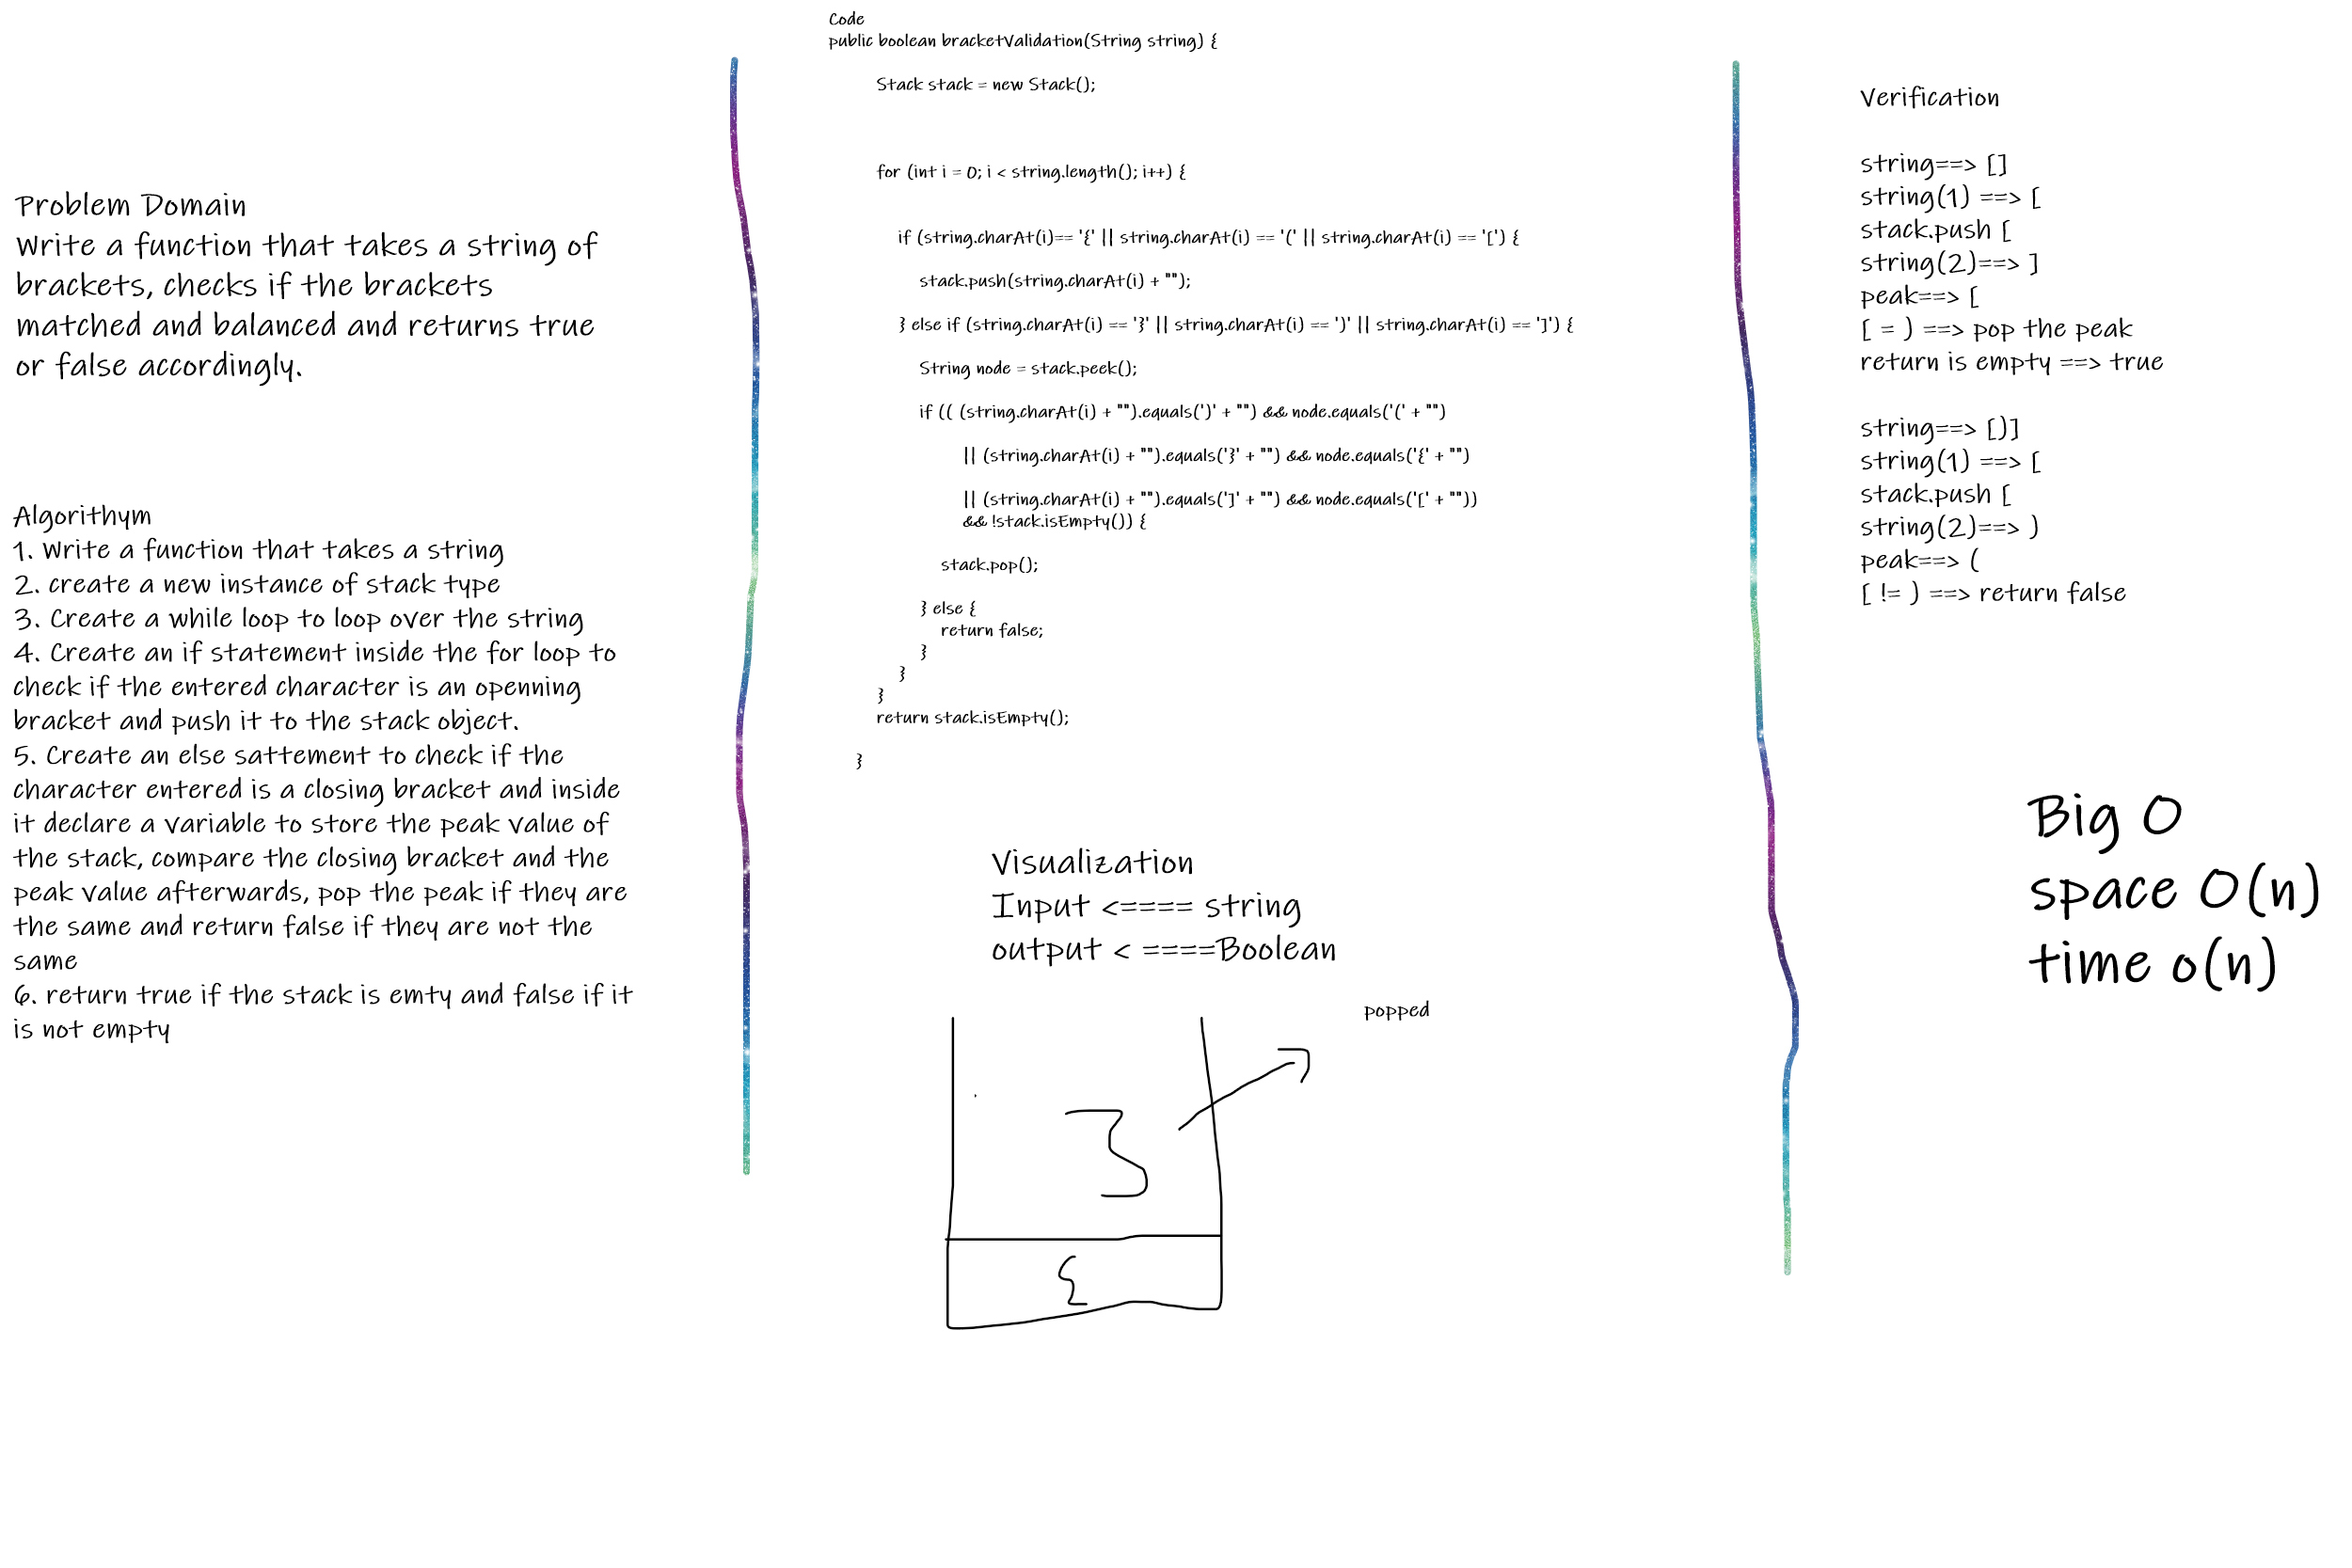 Problem Domain
Write a function that takes a string of
brackets, checks if the brackets
matched and balanced and returns true
or false accordingly.
Algorithym
1. Write a function that takes a string
2. create a new instance of stack type
3. Create a while loop to loop over the string
4. Create an if statement inside the for loop to
check if the entered character is an openning
bracket and push it to the stack object.
5. Create an else sattement to check if the
character entered is a closing bracket and inside
it declare a variable to store the peak value of
the stack, compare the closing bracket and the
peak value afterwards, pop the peak if they are
the same and return false if they are not the
same
6. return true if the stack is emty and false if it
is not empty
Code
public boolean bracketValidation(String string) {
Stack stack = new Stack();
for (int i = 0; i < string.length(); i++) {
if (string.charAt(i)== '{' || string.charAt(i) == '(' || string.charAt(i) == '[') {
stack.push(string.charAt(i) + "");
} else if (string.charAt(i) == '}' || string.charAt(i) == ')' || string.charAt(i) == ']') {
String node = stack.peek();
if (( (string.charAt(i) + "").equals(')' + "") && node.equals('(' + "")
|| (string.charAt(i) + "").equals('}' + "") && node.equals('{' + "")
|| (string.charAt(i) + "").equals(']' + "") && node.equals('[' + ""))
&& !stack.isEmpty()) {
stack.pop();
} else {
return false;
}
}
}
return stack.isEmpty();
}
Visualization
Input <==== string
output < ====Boolean
popped
}
{
Verification
string==> []
string(1) ==> [
stack.push [
string(2)==> ]
peak==> [
[ = ) ==> pop the peak
return is empty ==> true
string==> [)]
string(1) ==> [
stack.push [
string(2)==> )
peak==> (
[ != ) ==> return false
Big O
space O(n)
time o(n)